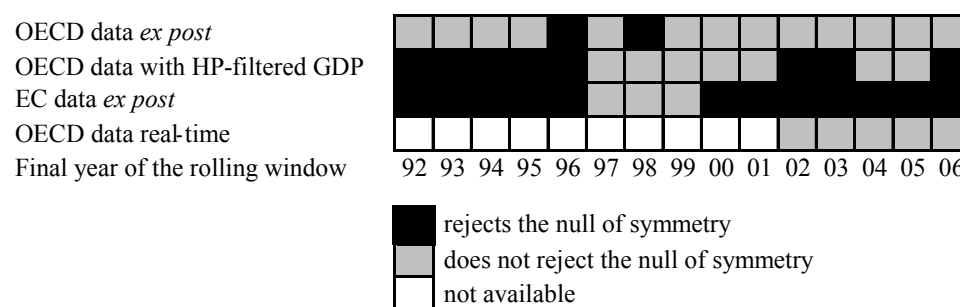 OECD data ex post
OECD data with HP-filtered GDP
EC data ex post
OECD data real-time
Final year of the rolling window 92 93 94 95 96 97 98 99 00 01 02 03 04 05 06
rejects the null of symmetry
does not reject the null of symmetry
not available